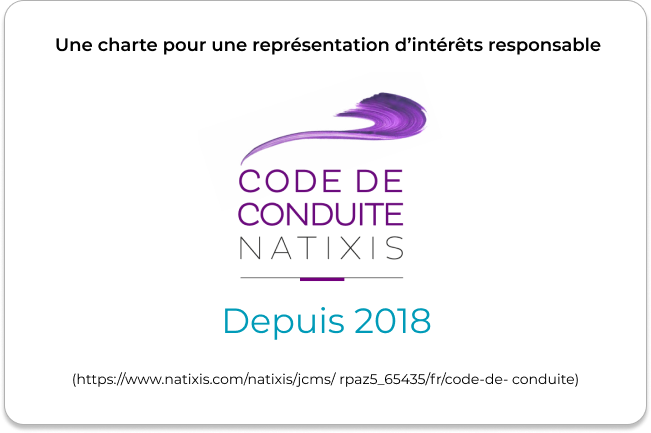 Une charte pour une représentation d’intérêts responsable
CODE DE
CONDUITE
NATIXIS
Depuis 2018
(https://www.natixis.com/natixis/jcms/ rpaz5_65435/fr/code-de- conduite)